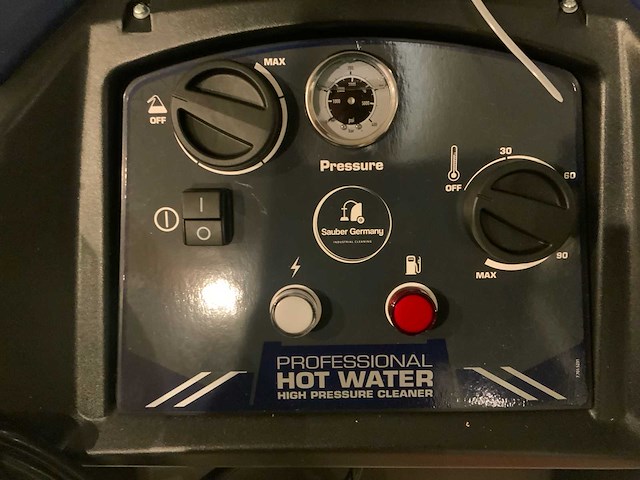 MAX
OFF
Pressure
I
O
Sauber Germany
INDUSTRIAL CLEANING
30
60
OFF
90
MAX
PROFESSIONAL
HOT WATER
HIGH PRESSURE CLEANER